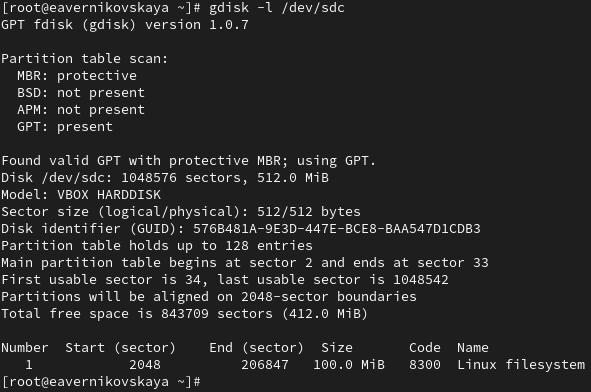 [root@eavernikovskaya ~]# gdisk -l /dev/sdc
GPT fdisk (gdisk) version 1.0.7

Partition table scan:
  MBR: protective
  BSD: not present
  APM: not present
  GPT: present

Found valid GPT with protective MBR; using GPT.
Disk /dev/sdc: 1048576 sectors, 512.0 MiB
Model: VBOX HARDDISK
Sector size (logical/physical): 512/512 bytes
Disk identifier (GUID): 576B481A-9E3D-447E-BCE8-BAA547D1CDB3
Partition table holds up to 128 entries
Main partition table begins at sector 2 and ends at sector 33
First usable sector is 34, last usable sector is 1048542
Partitions will be aligned on 2048-sector boundaries
Total free space is 843709 sectors (412.0 MiB)

Number  Start (sector)    End (sector)  Size       Code  Name
   1            2048          206847   100.0 MiB   8300  Linux filesystem
[root@eavernikovskaya ~]#